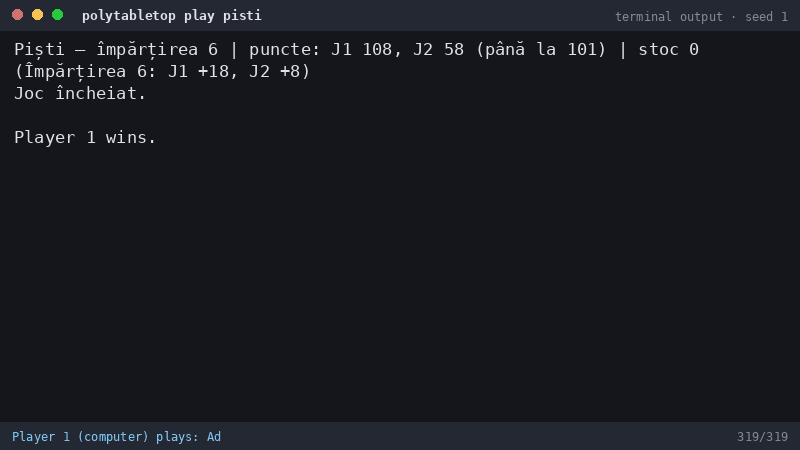 polytabletop play pisti
terminal output · seed 1
Piști — împărțirea 6 | puncte: J1 108, J2 58 (până la 101) | stoc 0
(Împărțirea 6: J1 +18, J2 +8)
Joc încheiat.
Player 1 wins.
Player 1 (computer) plays: Ad
319/319